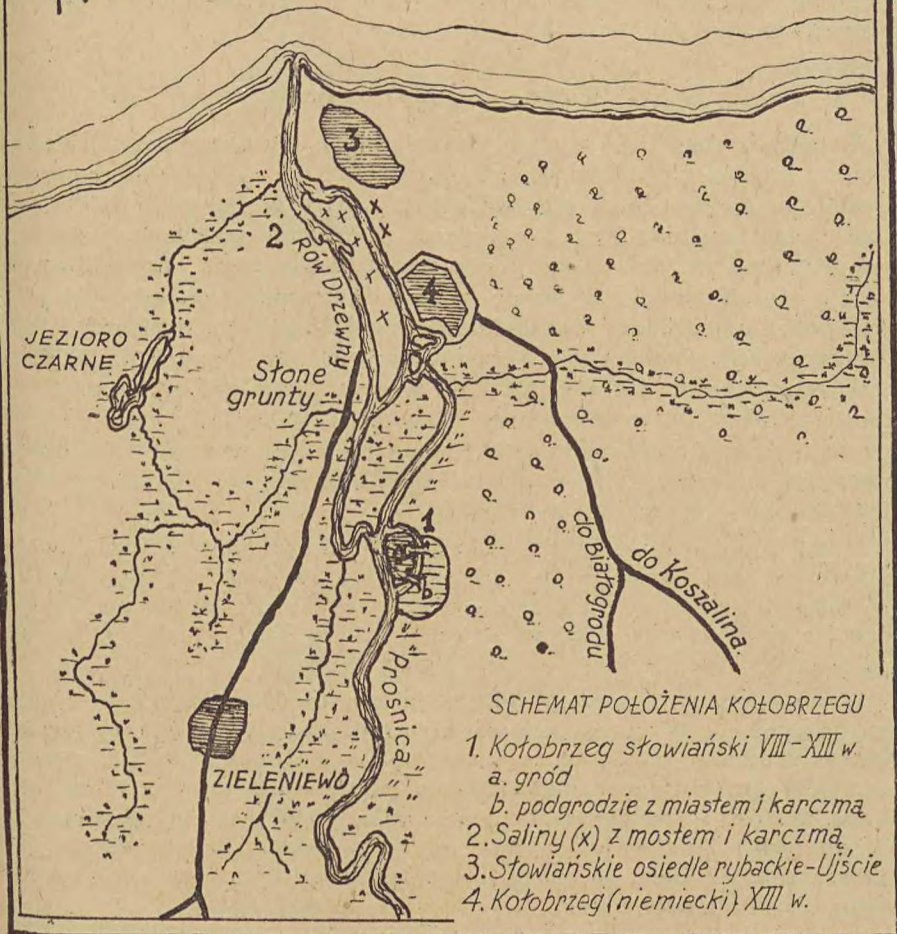 3
2
Rów Drzewny
4
JEZIORO
CZARNE
Słone
grunty
1
b
do Białogrodu
do Koszalina
Prośnica
ZIELENIEWO
SCHEMAT POŁOŻENIA KOŁOBRZEGU
1. Kołobrzeg słowiański VIII-XIII w.
a. gród
b. podgrodzie z miastem i karczmą
2. Saliny (x) z mostem i karczmą
3. Słowiańskie osiedle rybackie-Ujście
4. Kołobrzeg (niemiecki) XIII w.